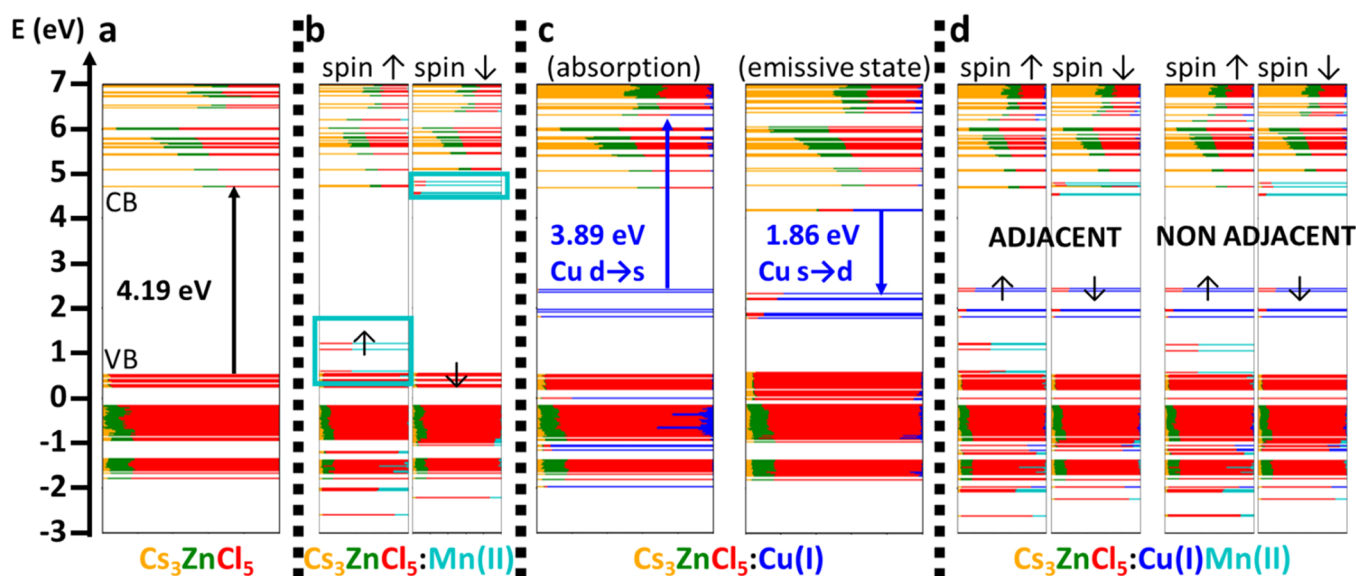 E (eV)
a
b
c
d
spin ↑
spin ↓
(absorption)
(emissive state)
spin ↑
spin ↓
spin ↑
spin ↓
7
6
5
4
3
2
1
0
-1
-2
-3
CB
4.19 eV
VB
↑
↓
3.89 eV
Cu d→s
1.86 eV
Cu s→d
ADJACENT
NON ADJACENT
↑
↓
↑
↓
Cs₃ZnCl₅
Cs₃ZnCl₅:Mn(II)
Cs₃ZnCl₅:Cu(I)
Cs₃ZnCl₅:Cu(I)Mn(II)